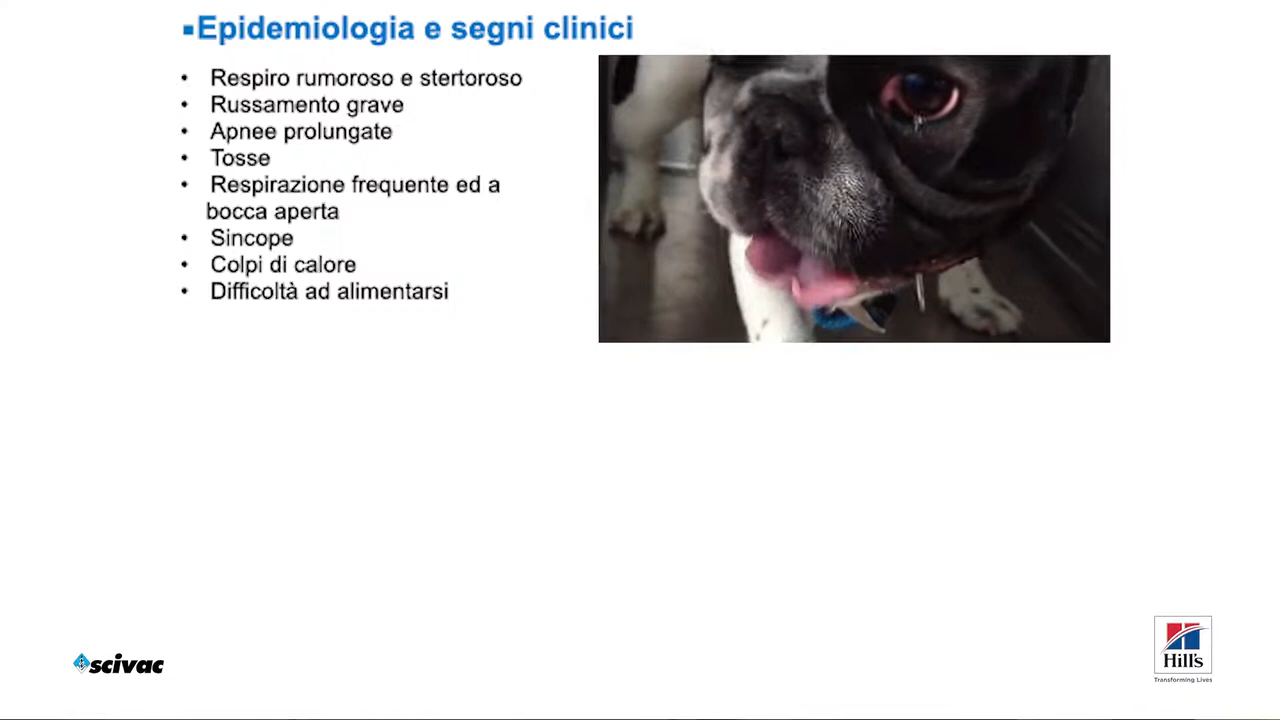 Epidemiologia e segni clinici
• Respiro rumoroso e stertoroso
• Russamento grave
• Apnee prolungate
• Tosse
• Respirazione frequente ed a
bocca aperta
• Sincope
• Colpi di calore
• Difficoltà ad alimentarsi
scivac
Hill's
Transforming Lives